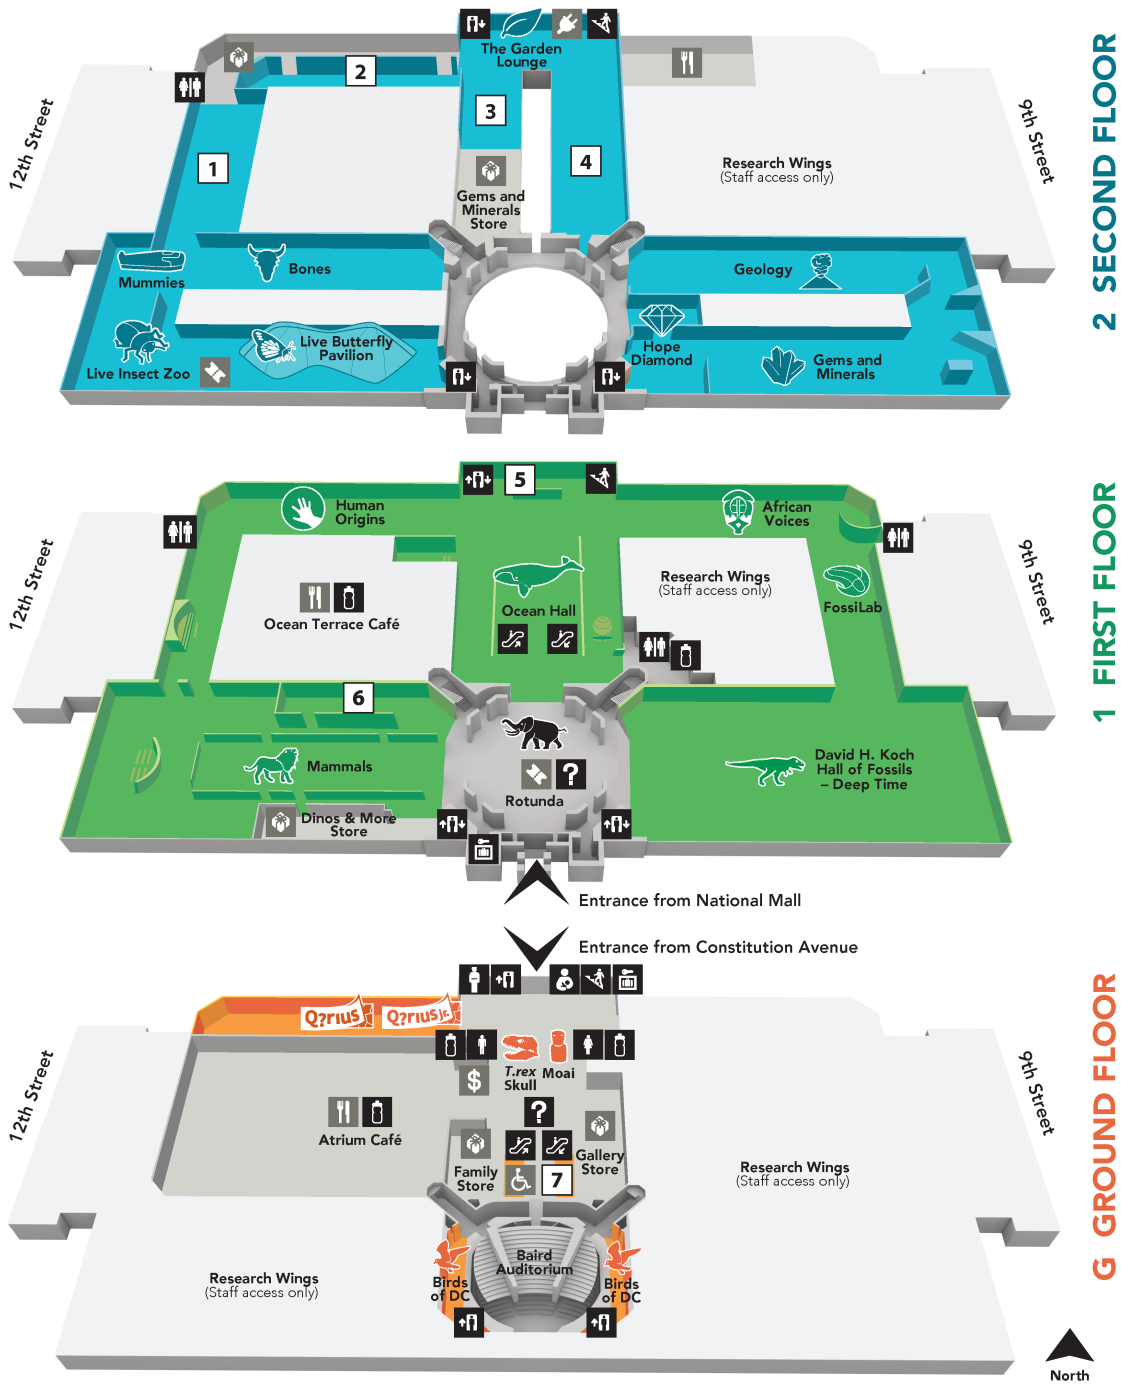 The Garden
Lounge
2
3
1
4
Gems and
Minerals
Store
Research Wings
(Staff access only)
12th Street
9th Street
2 SECOND FLOOR
Mummies
Bones
Geology
Live Butterfly
Pavilion
Live Insect Zoo
Hope
Diamond
Gems and
Minerals
5
Human
Origins
African
Voices
12th Street
9th Street
1 FIRST FLOOR
Ocean Terrace Café
Ocean Hall
Research Wings
(Staff access only)
FossiLab
6
Mammals
?
Rotunda
David H. Koch
Hall of Fossils
– Deep Time
Dinos & More
Store
Entrance from National Mall
Entrance from Constitution Avenue
Q?rius
Q?rius jr.
T.rex
Skull
Moai
$
?
12th Street
9th Street
G GROUND FLOOR
Atrium Café
Family
Store
Gallery
Store
7
Research Wings
(Staff access only)
Baird
Auditorium
Birds
of DC
Birds
of DC
Research Wings
(Staff access only)
North